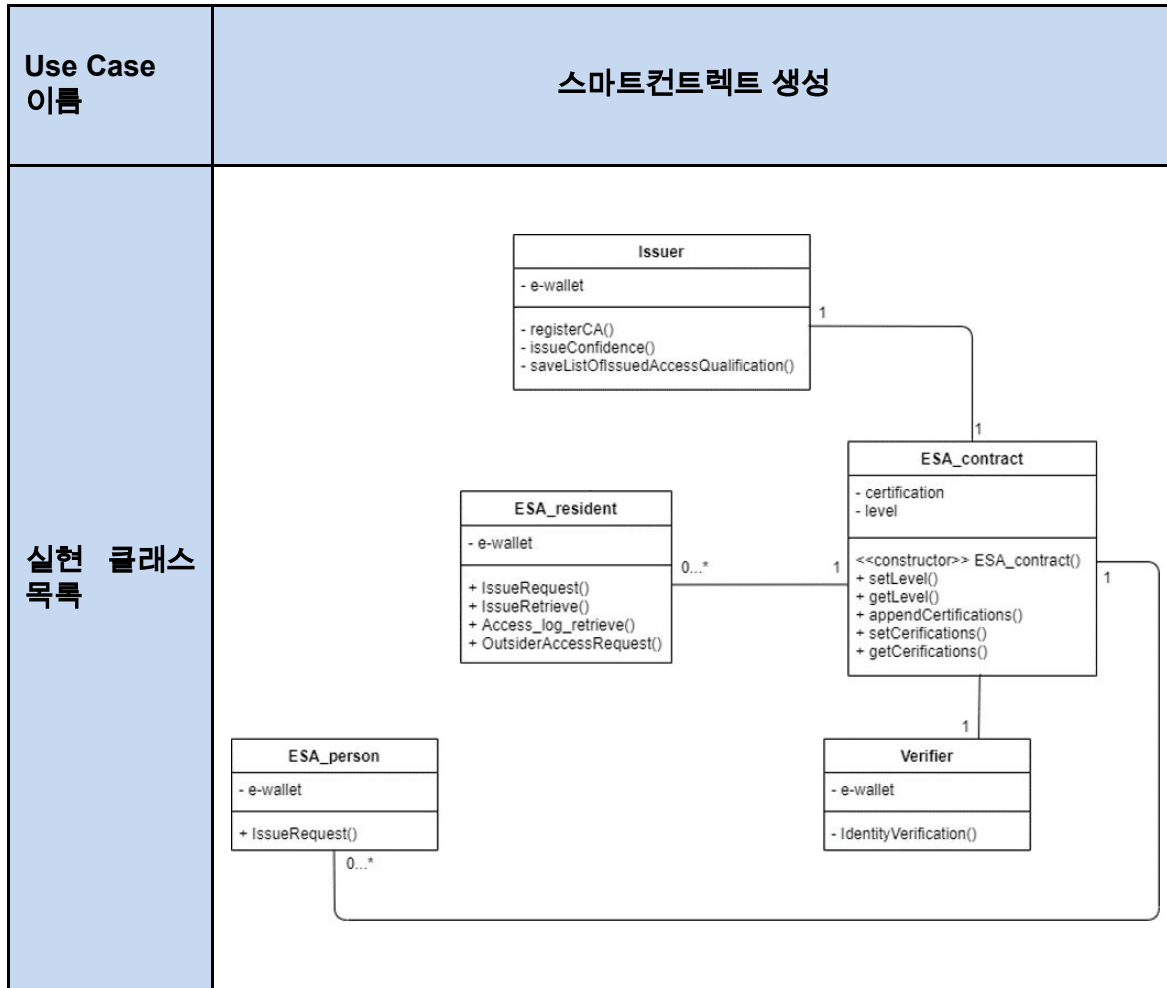 Use Case
이름
스마트컨트렉트 생성
실현 클래스
목록
Issuer
- e-wallet
- registerCA()
- issueConfidence()
- saveListOfIssuedAccessQualification()
1
1
ESA_contract
- certification
- level
<<constructor>> ESA_contract()
+ setLevel()
+ getLevel()
+ appendCertifications()
+ setCerifications()
+ getCerifications()
ESA_resident
- e-wallet
+ IssueRequest()
+ IssueRetrieve()
+ Access_log_retrieve()
+ OutsiderAccessRequest()
0...*
1
1
1
ESA_person
- e-wallet
+ IssueRequest()
0...*
Verifier
- e-wallet
- IdentityVerification()